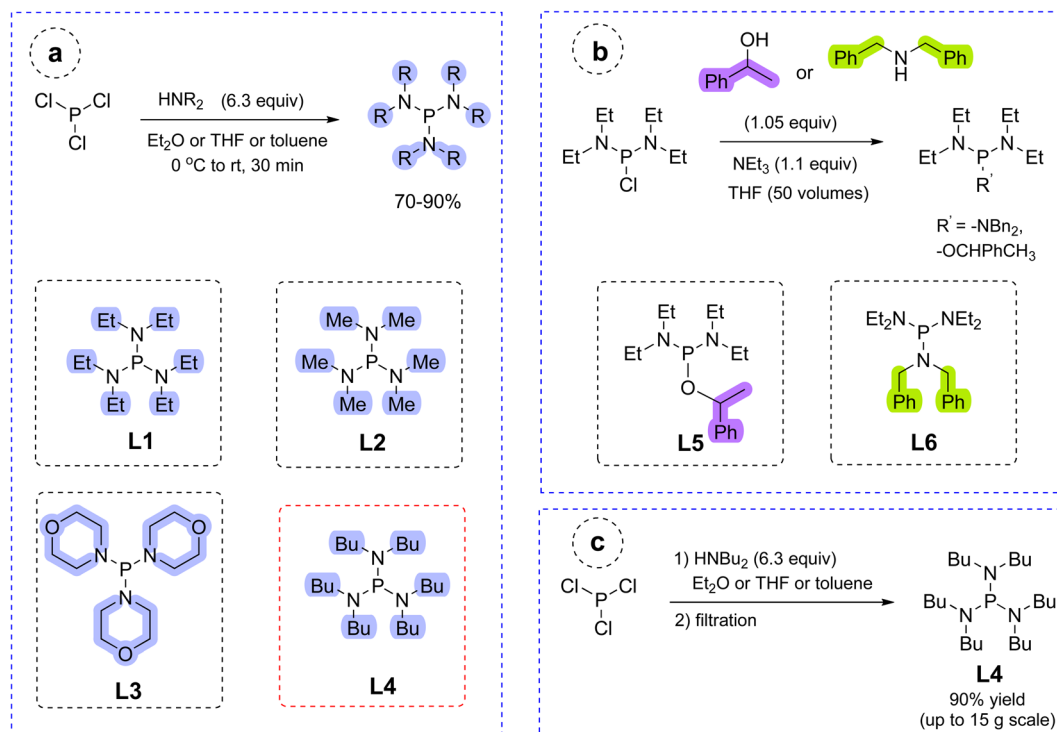 a
Cl
Cl
P
Cl
HNR2 (6.3 equiv)
Et2O or THF or toluene
0 oC to rt, 30 min
R
R
R
N
N
R
P
R
N
R
70-90%
Et
Et
N
Et
P
Et
N
N
Et
Et
L1
Me
Me
N
Me
P
Me
N
N
Me
Me
L2
O
O
N
N
P
N
O
L3
Bu
Bu
N
Bu
P
Bu
N
N
Bu
Bu
L4
b
OH
Ph
or
Ph
N
H
Ph
Et
Et
N
N
Et
P
Et
Cl
(1.05 equiv)
NEt3 (1.1 equiv)
THF (50 volumes)
Et
Et
N
N
Et
P
Et
R'
R' = -NBn2,
-OCHPhCH3
Et
Et
N
N
Et
P
Et
O
Ph
L5
NEt2
NEt2
P
N
Ph
Ph
L6
c
Cl
Cl
P
Cl
1) HNBu2 (6.3 equiv)
Et2O or THF or toluene
2) filtration
Bu
Bu
N
Bu
P
Bu
N
N
Bu
Bu
L4
90% yield
(up to 15 g scale)